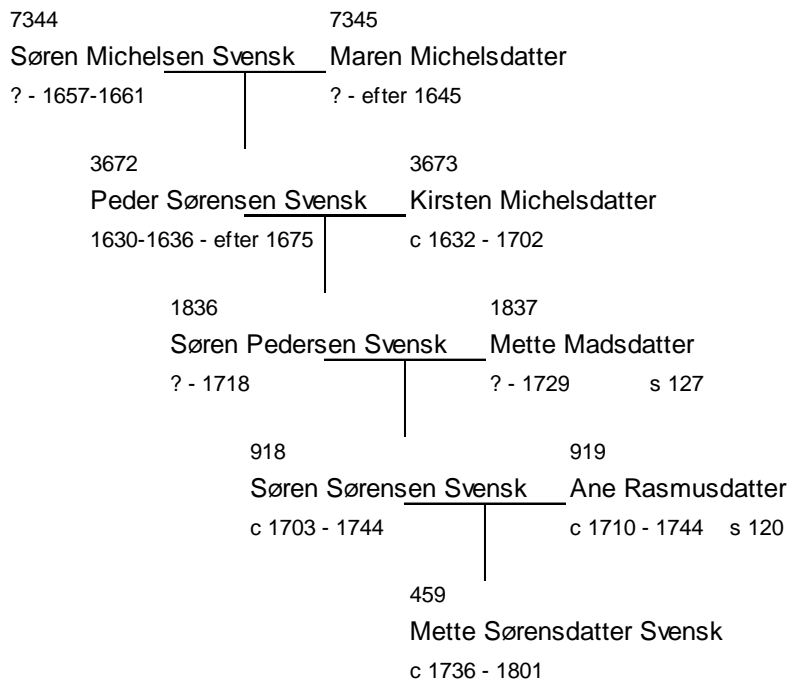 7344 7345
Søren Michelsen Svensk Maren Michelsdatter
? - 1657-1661 ? - efter 1645
3672 3673
Peder Sørensen Svensk Kirsten Michelsdatter
1630-1636 - efter 1675 c 1632 - 1702
1836 1837
Søren Pedersen Svensk Mette Madsdatter
? - 1718 ? - 1729 s 127
918 919
Søren Sørensen Svensk Ane Rasmusdatter
c 1703 - 1744 c 1710 - 1744 s 120
459
Mette Sørensdatter Svensk
c 1736 - 1801